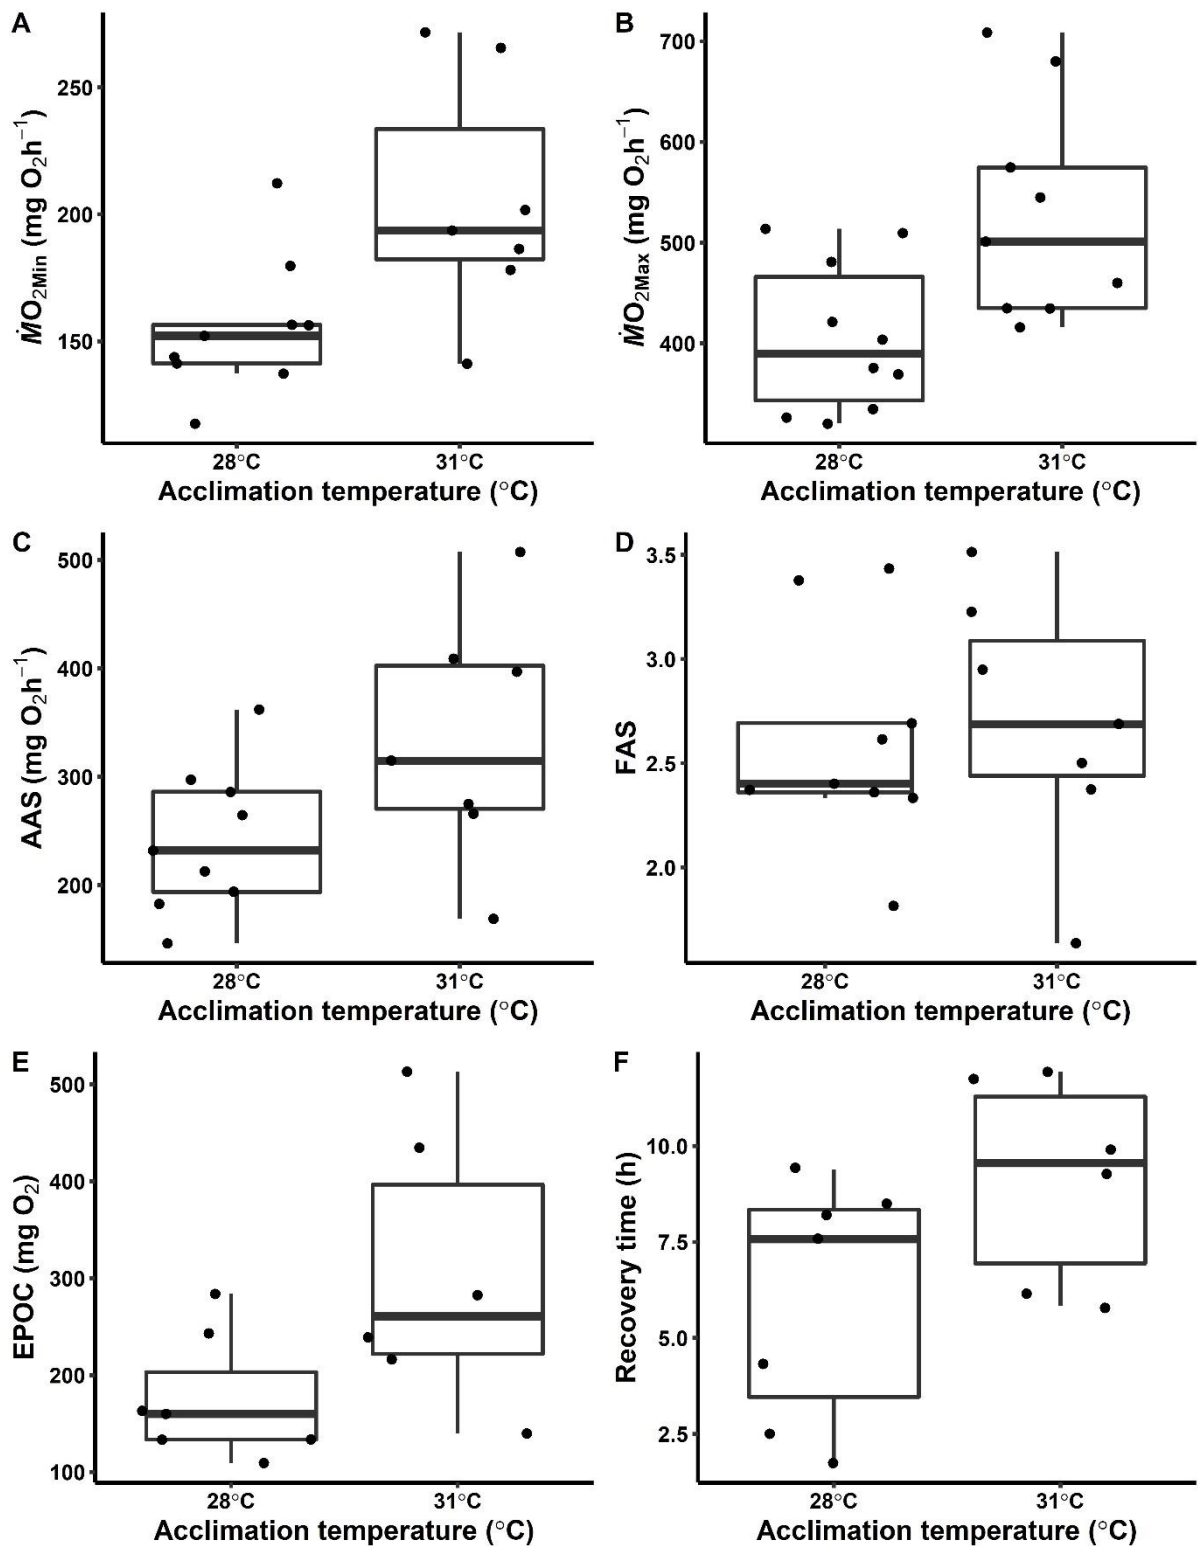 A
ṀO₂Min (mg O₂h⁻¹)
250
200
150
28°C
31°C
Acclimation temperature (°C)
B
ṀO₂Max (mg O₂h⁻¹)
700
600
500
400
28°C
31°C
Acclimation temperature (°C)
C
AAS (mg O₂h⁻¹)
500
400
300
200
28°C
31°C
Acclimation temperature (°C)
D
FAS
3.5
3.0
2.5
2.0
28°C
31°C
Acclimation temperature (°C)
E
EPOC (mg O₂)
500
400
300
200
100
28°C
31°C
Acclimation temperature (°C)
F
Recovery time (h)
10.0
7.5
5.0
2.5
28°C
31°C
Acclimation temperature (°C)